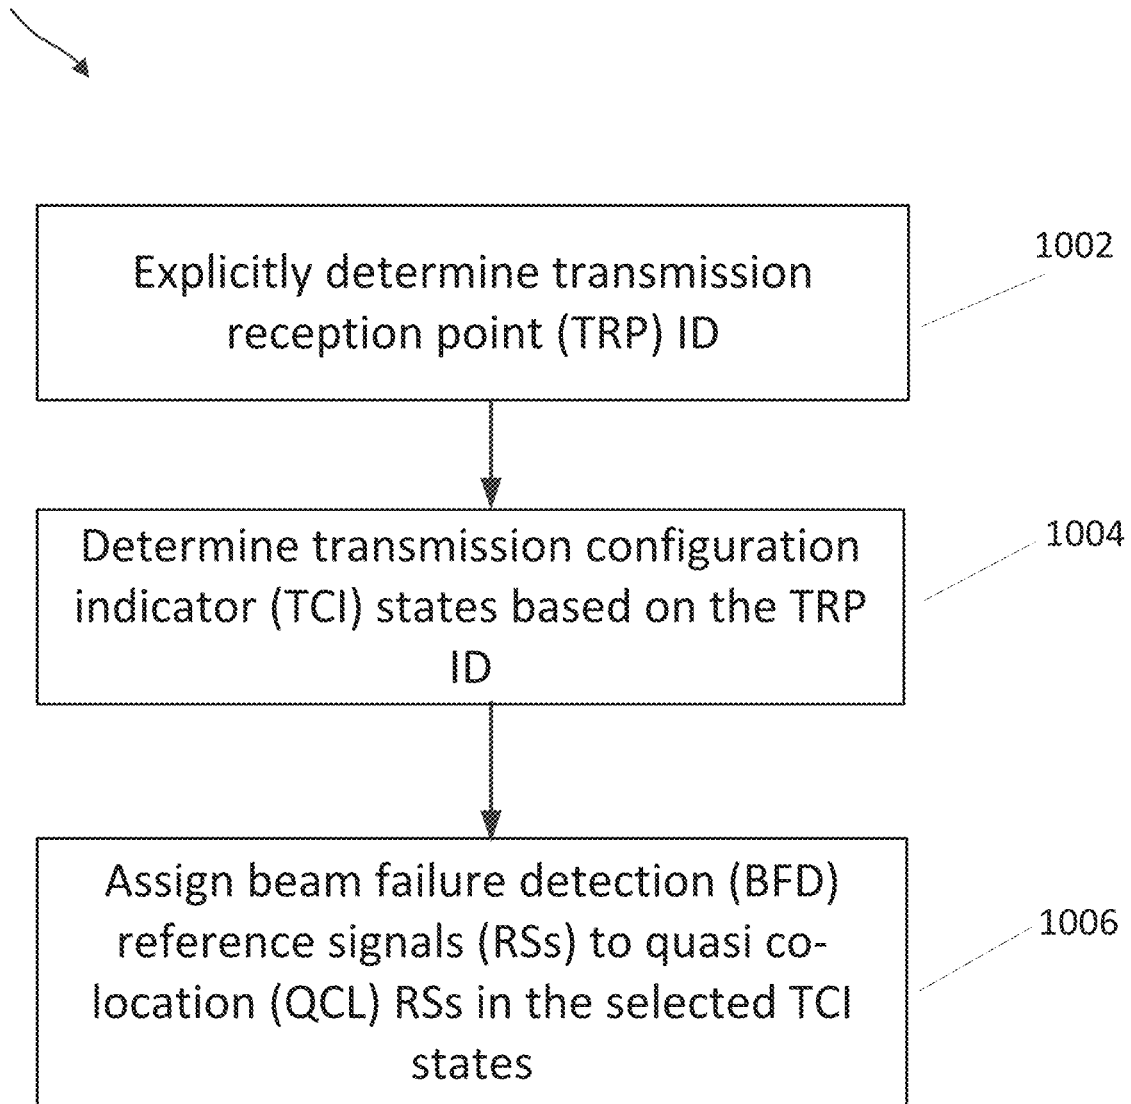 Explicitly determine transmission
reception point (TRP) ID
1002
Determine transmission configuration
indicator (TCI) states based on the TRP
ID
1004
Assign beam failure detection (BFD)
reference signals (RSs) to quasi co-
location (QCL) RSs in the selected TCI
states
1006